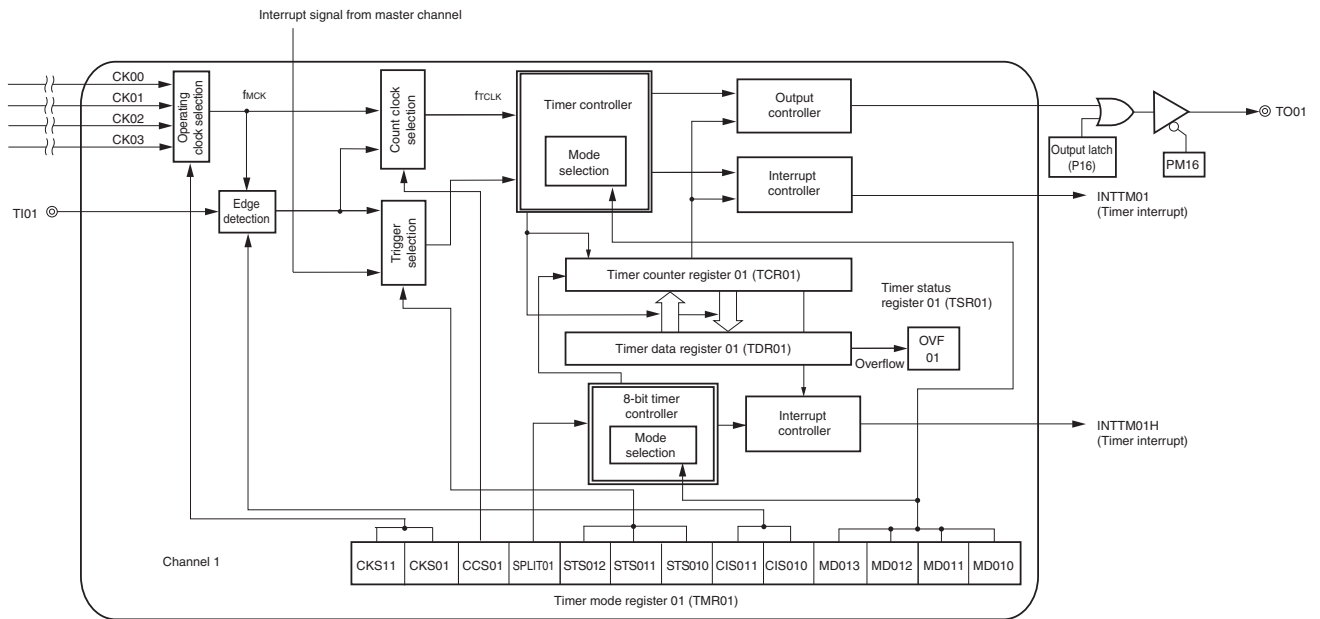 Interrupt signal from master channel
CK00
CK01
CK02
CK03
Operating
clock selection
fMCK
Count clock
selection
fTCLK
Timer controller
Mode
selection
Output
controller
TO01
Output latch
(P16)
PM16
Interrupt
controller
INTTM01
(Timer interrupt)
TI01
Edge
detection
Trigger
selection
Timer counter register 01 (TCR01)
Timer status
register 01 (TSR01)
Timer data register 01 (TDR01)
Overflow
OVF
01
8-bit timer
controller
Mode
selection
Interrupt
controller
INTTM01H
(Timer interrupt)
Channel 1
CKS11 CKS01 CCS01 SPLIT01 STS012 STS011 STS010 CIS011 CIS010 MD013 MD012 MD011 MD010
Timer mode register 01 (TMR01)